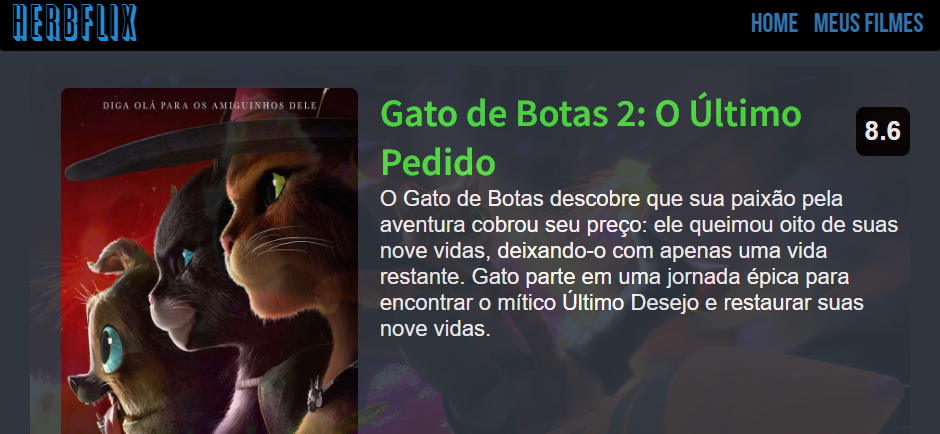 HERBFLIX
HOME MEUS FILMES
DIGA OLÁ PARA OS AMIGUINHOS DELE
Gato de Botas 2: O Último
Pedido
8.6
O Gato de Botas descobre que sua paixão pela
aventura cobrou seu preço: ele queimou oito de suas
nove vidas, deixando-o com apenas uma vida
restante. Gato parte em uma jornada épica para
encontrar o mítico Último Desejo e restaurar suas
nove vidas.